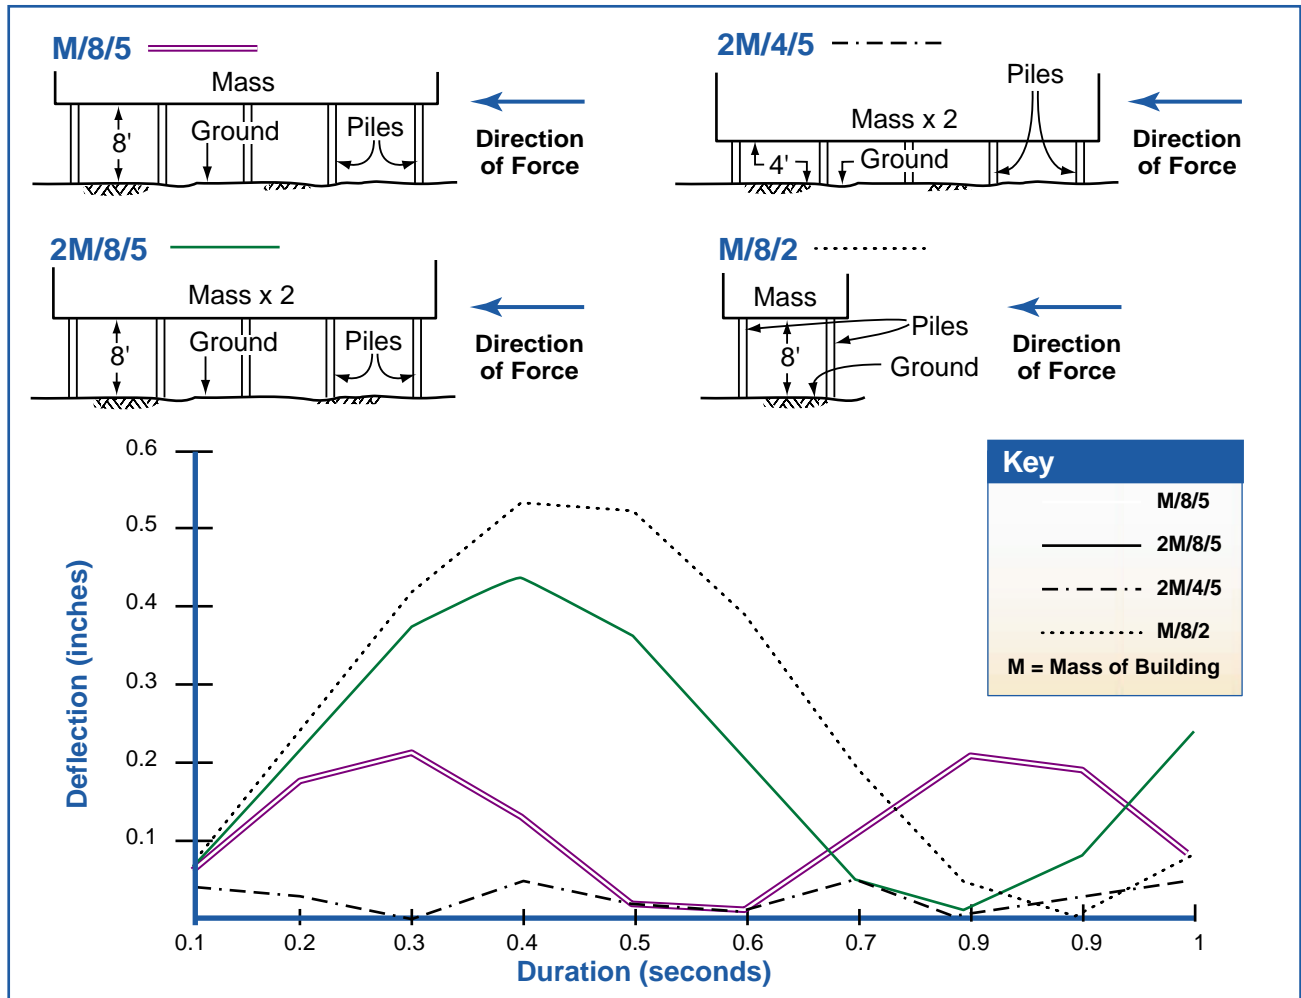 M/8/5
Mass
8'
Ground
Piles
Direction
of Force
2M/4/5
Piles
Mass x 2
4'
Ground
Direction
of Force
2M/8/5
Mass x 2
8'
Ground
Piles
Direction
of Force
M/8/2
Mass
Piles
8'
Ground
Direction
of Force
Deflection (inches)
0.6
0.5
0.4
0.3
0.2
0.1
0.1 0.2 0.3 0.4 0.5 0.6 0.7 0.9 0.9 1
Duration (seconds)
Key
M/8/5
2M/8/5
2M/4/5
M/8/2
M = Mass of Building